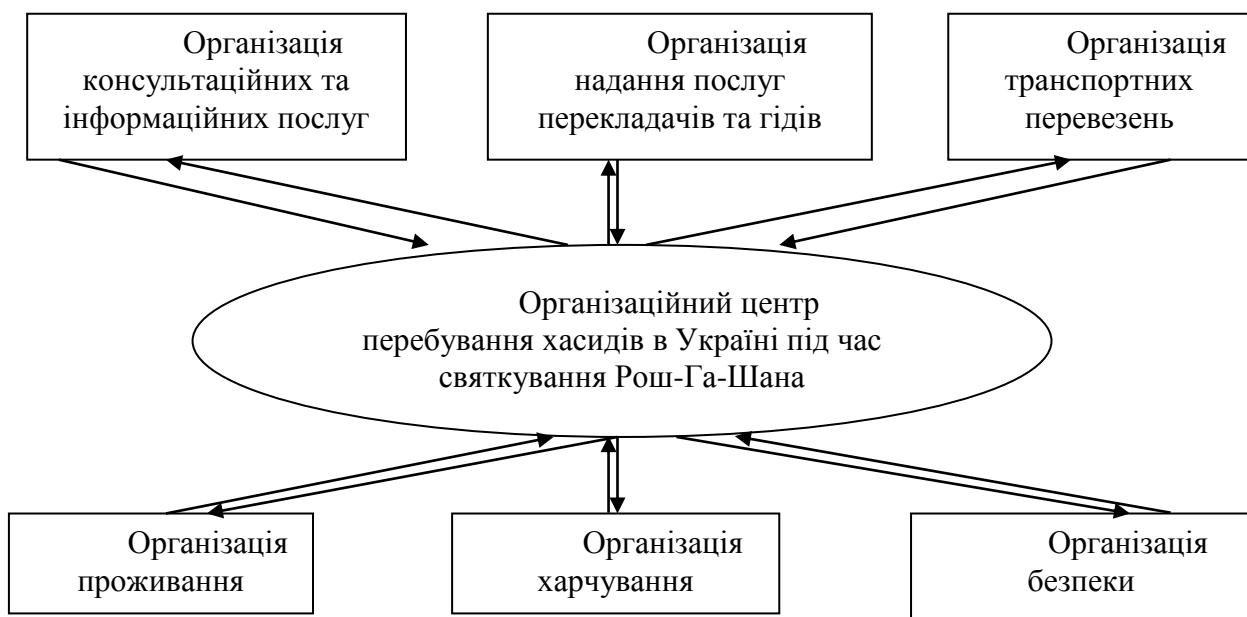 Організація
консультаційних та
інформаційних послуг
Організація
надання послуг
перекладачів та гідів
Організація
транспортних
перевезень
Організаційний центр
перебування хасидів в Україні під час
святкування Рош-Га-Шана
Організація
проживання
Організація
харчування
Організація
безпеки